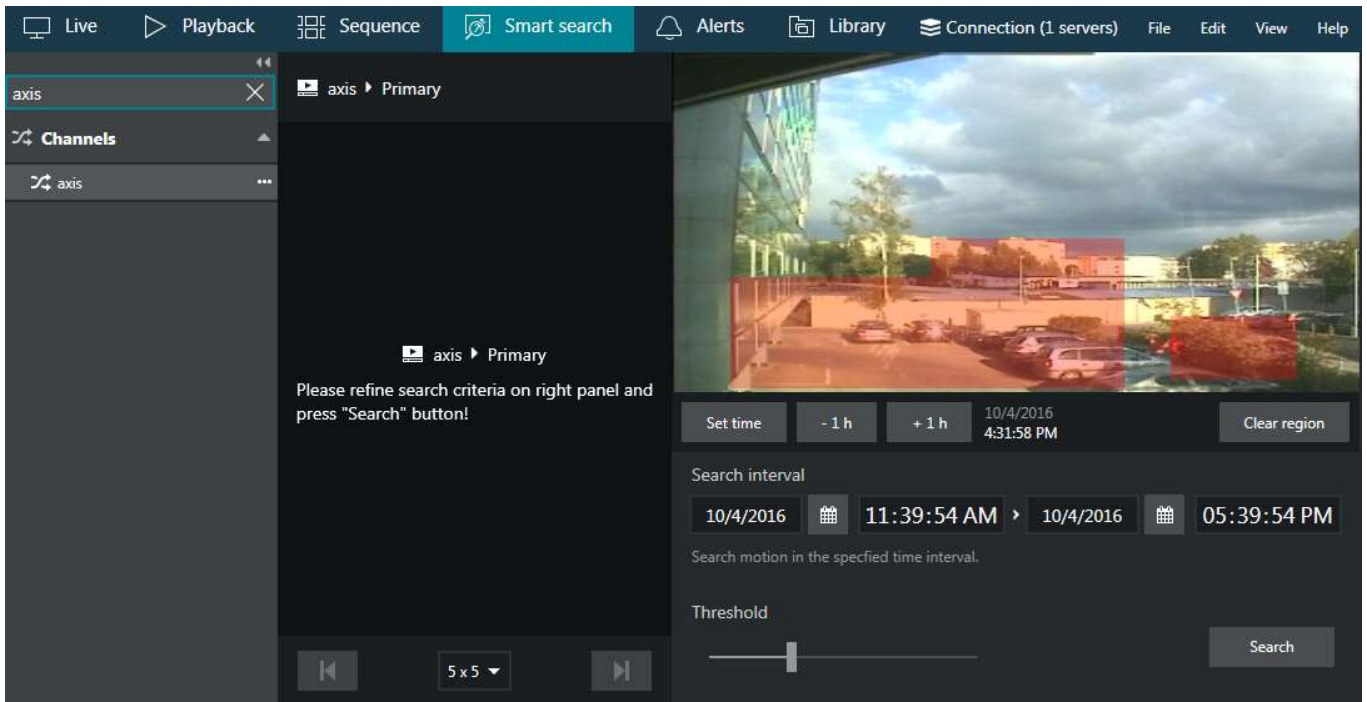 Live Playback Sequence Smart search Alerts Library Connection (1 servers) File Edit View Help
axis
Channels
axis
axis Primary
axis Primary
Please refine search criteria on right panel and
press "Search" button!
5 x 5
Set time - 1 h + 1 h 10/4/2016
4:31:58 PM
Clear region
Search interval
10/4/2016 11:39:54 AM 10/4/2016 05:39:54 PM
Search motion in the specfied time interval.
Threshold
Search